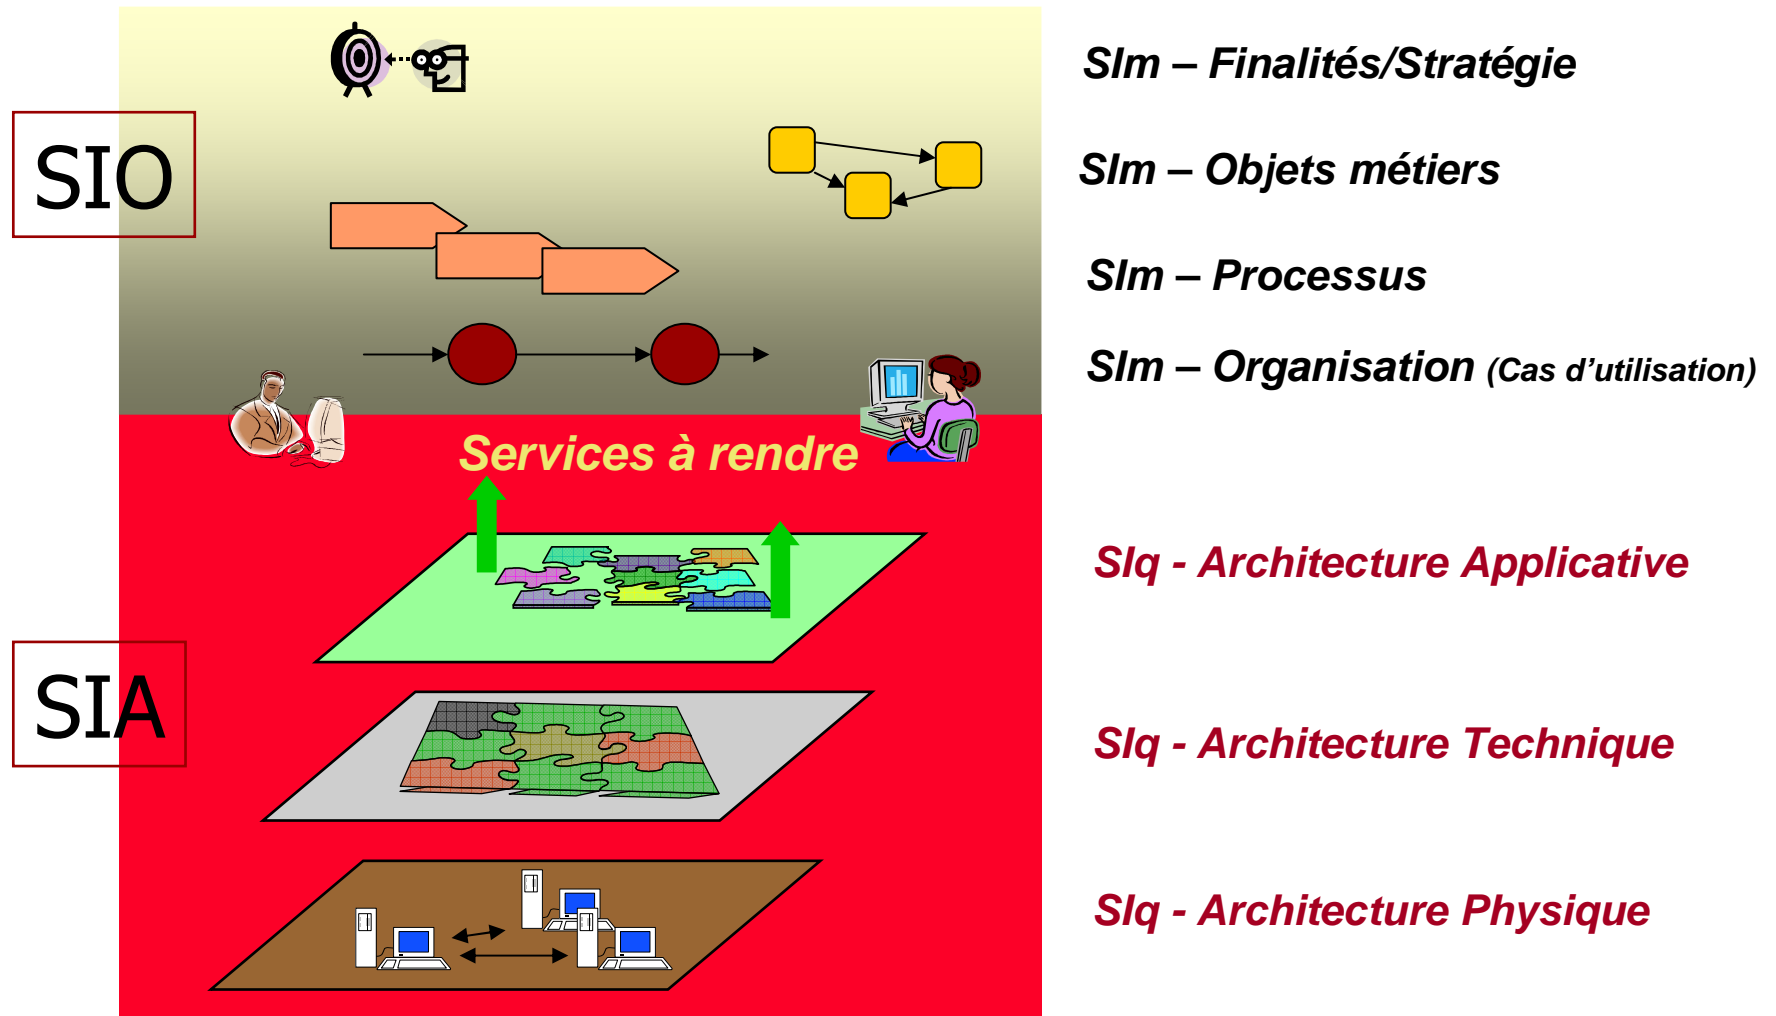 SIm – Finalités/Stratégie
SIO
SIm – Objets métiers
SIm – Processus
SIm – Organisation (Cas d’utilisation)
Services à rendre
SIq - Architecture Applicative
SIA
SIq - Architecture Technique
SIq - Architecture Physique